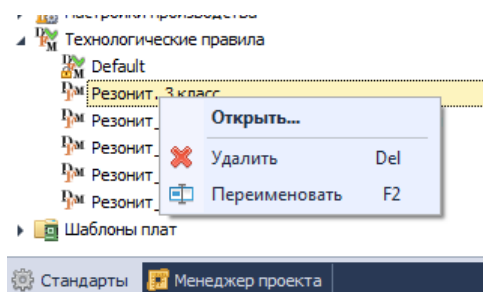 Настройки производства
Технологические правила
Default
Резонит. 3 класс
Открыть...
Резонит_
Удалить Del
Резонит_
Резонит_
Переименовать F2
Резонит_
Шаблоны плат
Стандарты Менеджер проекта